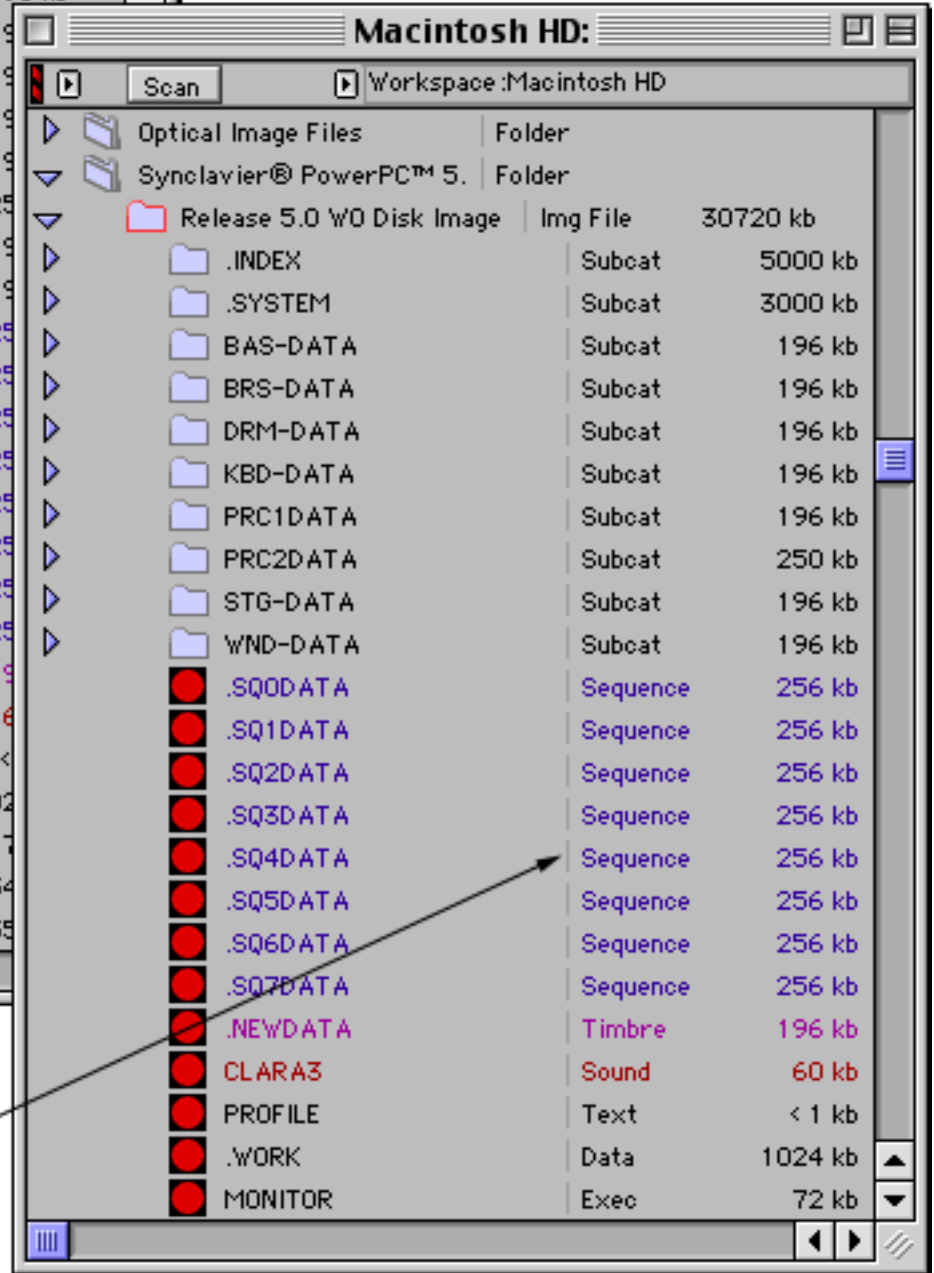 Macintosh HD:
Scan Workspace :Macintosh HD
Optical Image Files Folder
Synclavier® PowerPC™ 5. Folder
Release 5.0 W0 Disk Image Img File 30720 kb
.INDEX Subcat 5000 kb
.SYSTEM Subcat 3000 kb
BAS-DATA Subcat 196 kb
BRS-DATA Subcat 196 kb
DRM-DATA Subcat 196 kb
KBD-DATA Subcat 196 kb
PRC1DATA Subcat 196 kb
PRC2DATA Subcat 250 kb
STG-DATA Subcat 196 kb
WND-DATA Subcat 196 kb
.SQ0DATA Sequence 256 kb
.SQ1DATA Sequence 256 kb
.SQ2DATA Sequence 256 kb
.SQ3DATA Sequence 256 kb
.SQ4DATA Sequence 256 kb
.SQ5DATA Sequence 256 kb
.SQ6DATA Sequence 256 kb
.SQ7DATA Sequence 256 kb
.NEWDATA Timbre 196 kb
CLARA3 Sound 60 kb
PROFILE Text < 1 kb
.WORK Data 1024 kb
MONITOR Exec 72 kb